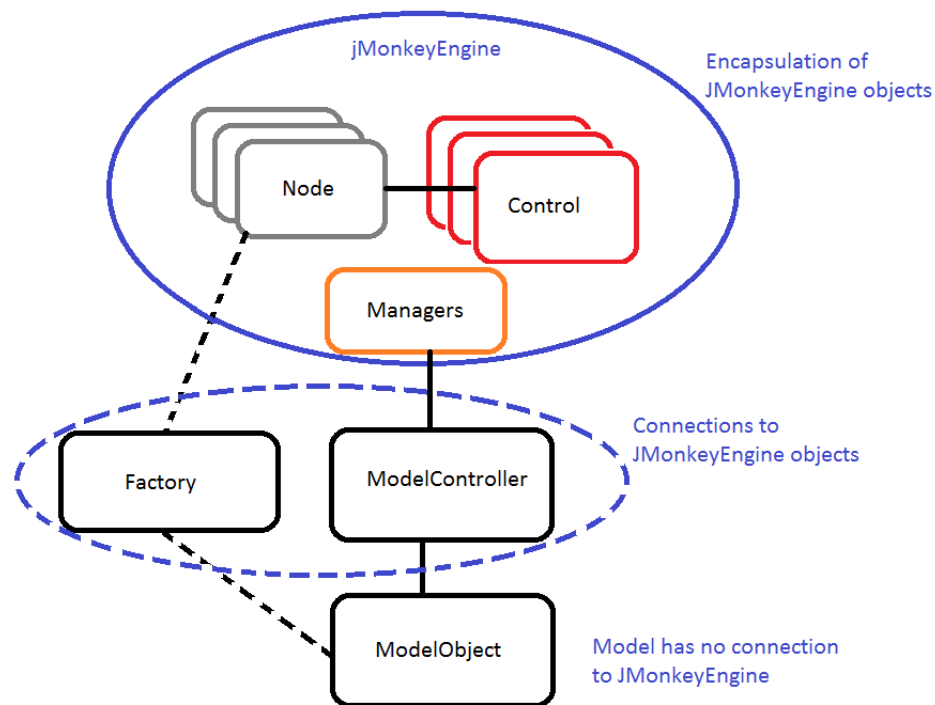 jMonkeyEngine
Encapsulation of
JMonkeyEngine objects
Node
Control
Managers
Connections to
JMonkeyEngine objects
Factory
ModelController
ModelObject
Model has no connection
to JMonkeyEngine